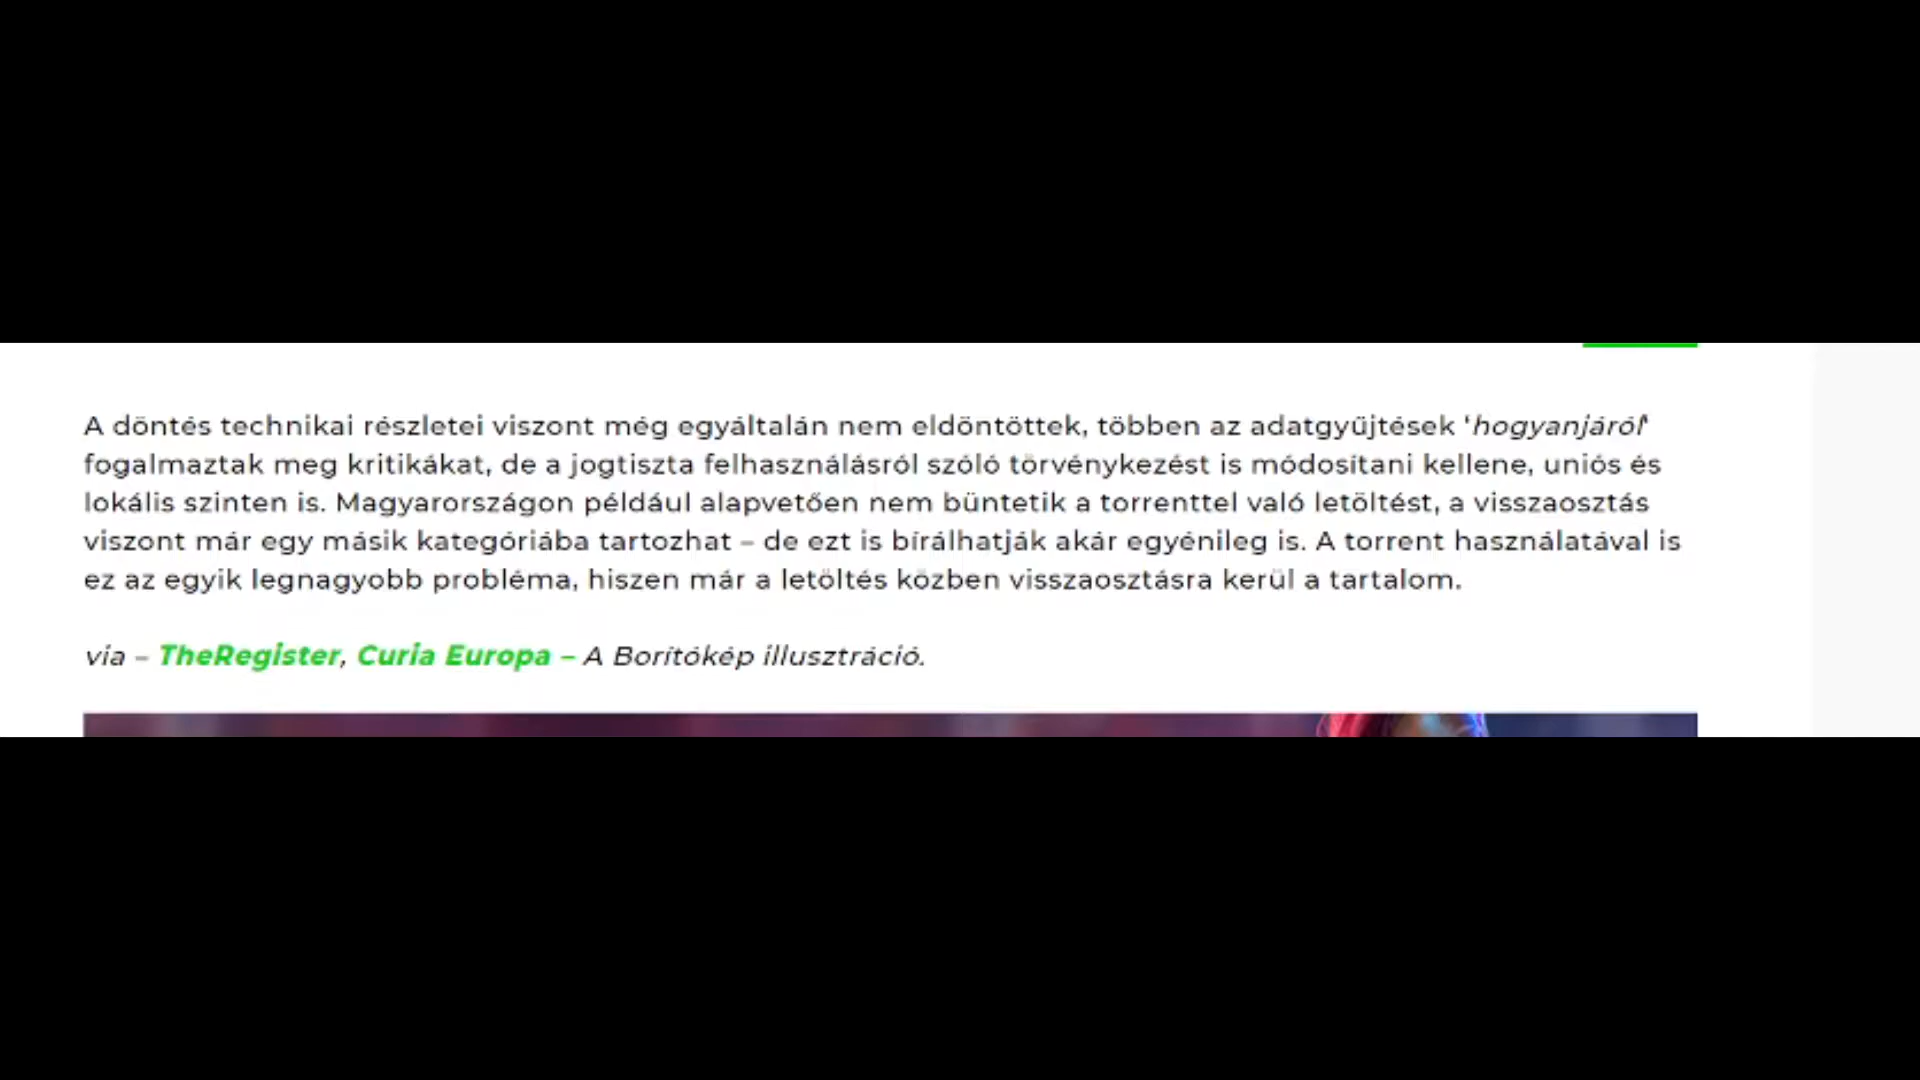 A döntés technikai részletei viszont még egyáltalán nem eldöntöttek, többen az adatgyűjtések 'hogyanjáról'
fogalmaztak meg kritikákat, de a jogtiszta felhasználásról szóló törvénykezést is módosítani kellene, uniós és
lokális szinten is. Magyarországon például alapvetően nem büntetik a torrenttel való letöltést, a visszaosztás
viszont már egy másik kategóriába tartozhat – de ezt is bírálhatják akár egyénileg is. A torrent használatával is
ez az egyik legnagyobb probléma, hiszen már a letöltés közben visszaosztásra kerül a tartalom.
via – TheRegister, Curia Europa – A Borítókép illusztráció.